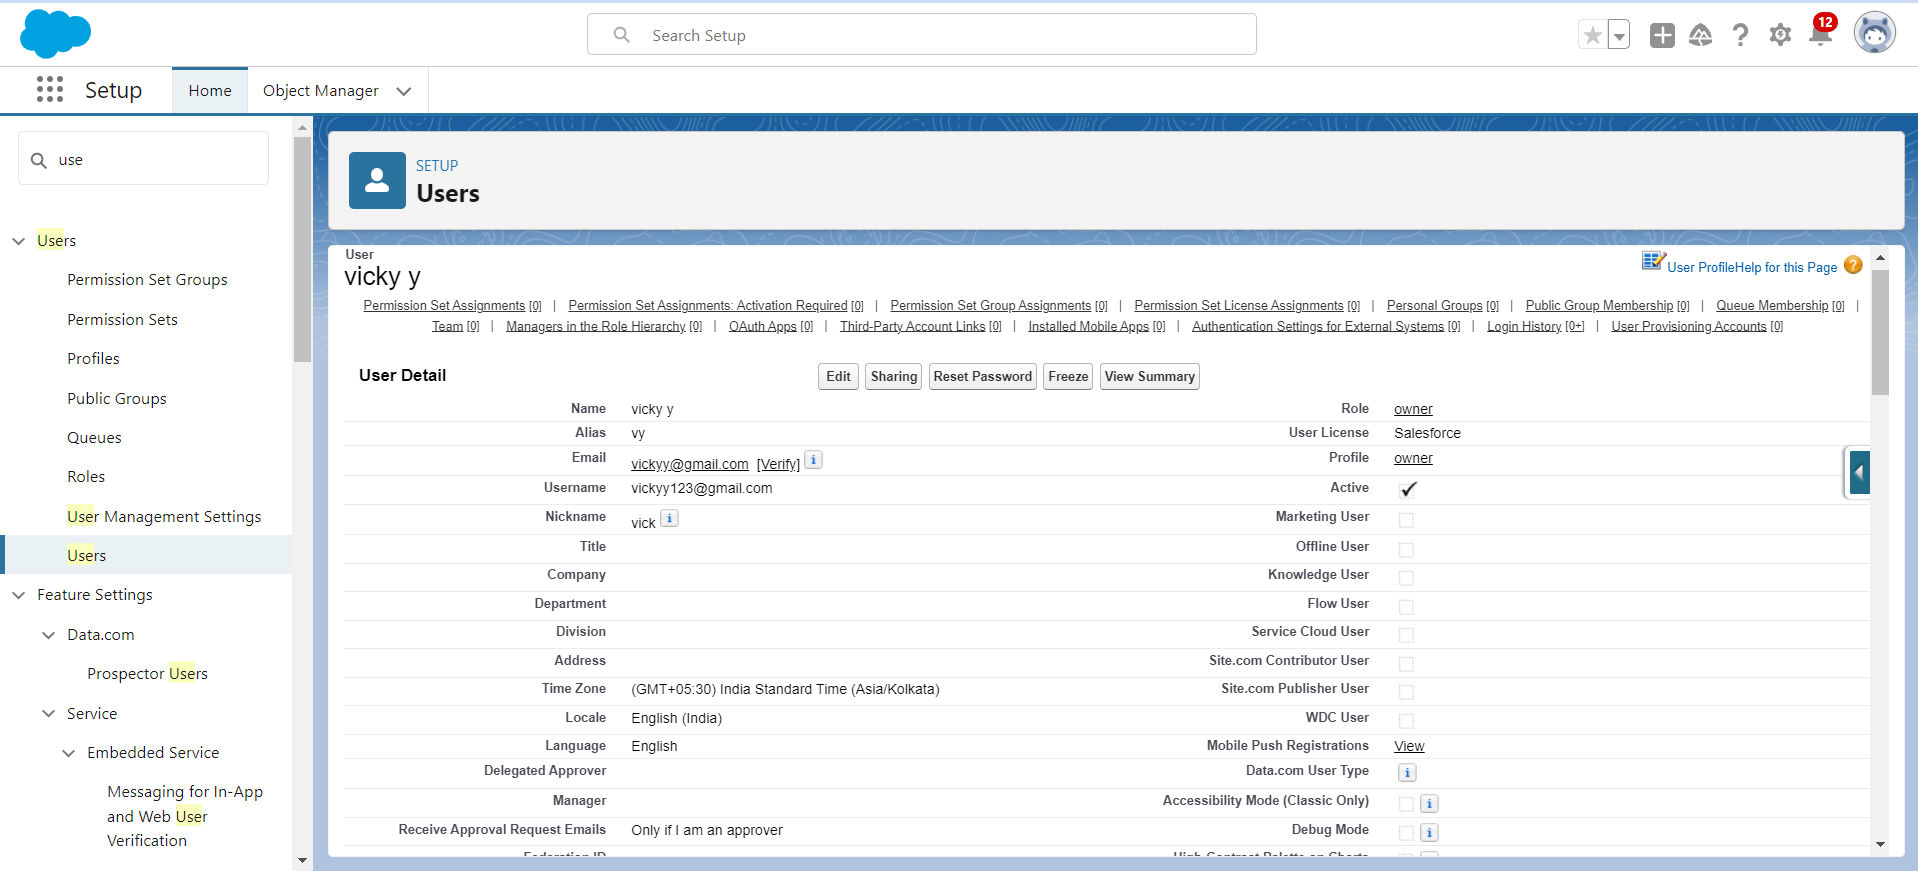 Search Setup
12
Setup
Home
Object Manager
use
Users
Permission Set Groups
Permission Sets
Profiles
Public Groups
Queues
Roles
User Management Settings
Users
Feature Settings
Data.com
Prospector Users
Service
Embedded Service
Messaging for In-App
and Web User
Verification
SETUP
Users
User
vicky y
User Profile Help for this Page ?
Permission Set Assignments [0] | Permission Set Assignments: Activation Required [0] | Permission Set Group Assignments [0] | Permission Set License Assignments [0] | Personal Groups [0] | Public Group Membership [0] | Queue Membership [0] |
Team [0] | Managers in the Role Hierarchy [0] | OAuth Apps [0] | Third-Party Account Links [0] | Installed Mobile Apps [0] | Authentication Settings for External Systems [0] | Login History [0+] | User Provisioning Accounts [0]
User Detail
Edit Sharing Reset Password Freeze View Summary
Name vicky y Role owner
Alias vy User License Salesforce
Email vickyy@gmail.com [Verify] i Profile owner
Username vickyy123@gmail.com Active ✓
Nickname vick i Marketing User
Title Offline User
Company Knowledge User
Department Flow User
Division Service Cloud User
Address Site.com Contributor User
Time Zone (GMT+05:30) India Standard Time (Asia/Kolkata) Site.com Publisher User
Locale English (India) WDC User
Language English Mobile Push Registrations View
Delegated Approver Data.com User Type i
Manager Accessibility Mode (Classic Only) i
Receive Approval Request Emails Only if I am an approver Debug Mode i
Federation ID High-Contrast Palette on Charts